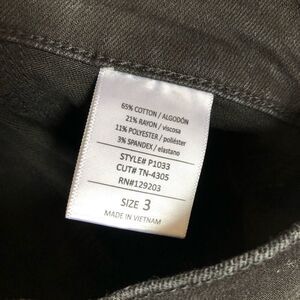 65% COTTON / ALGODÓN
21% RAYON / viscosa
11% POLYESTER / poliéster
3% SPANDEX / elastano
STYLE# P1033
CUT# TN-4305
RN#129203
SIZE 3
MADE IN VIETNAM